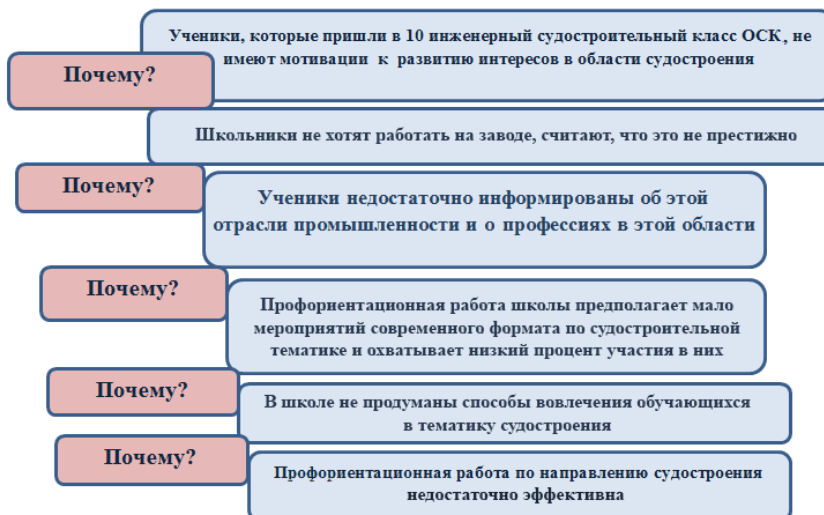 Ученики, которые пришли в 10 инженерный судостроительный класс ОСК, не
имеют мотивации к развитию интересов в области судостроения
Почему?
Школьники не хотят работать на заводе, считают, что это не престижно
Почему?
Ученики недостаточно информированы об этой
отрасли промышленности и о профессиях в этой области
Почему?
Профориентационная работа школы предполагает мало
мероприятий современного формата по судостроительной
тематике и охватывает низкий процент участия в них
Почему?
В школе не продуманы способы вовлечения обучающихся
в тематику судостроения
Почему?
Профориентационная работа по направлению судостроения
недостаточно эффективна